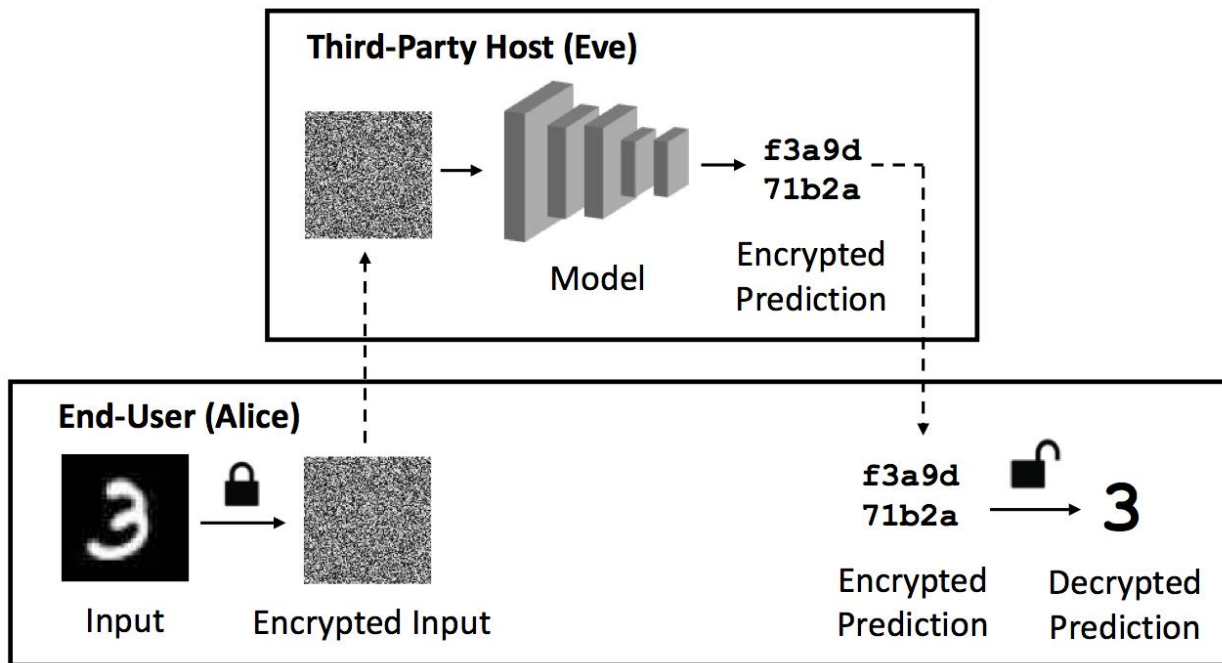 Third-Party Host (Eve)
f3a9d
71b2a
Model
Encrypted
Prediction
End-User (Alice)
3
Input
Encrypted Input
f3a9d
71b2a
Encrypted
Prediction
3
Decrypted
Prediction